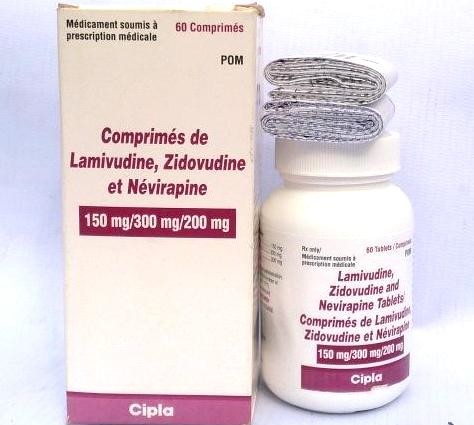 Médicament soumis à
prescription médicale
60 Comprimés
POM
Comprimés de
Lamivudine, Zidovudine
et Névirapine
150 mg/300 mg/200 mg
Cipla
Rx only/
Médicament soumis à
prescription médicale
60 Tablets / Comprimés
POM
Lamivudine,
Zidovudine and
Nevirapine Tablets/
Comprimés de Lamivudine,
Zidovudine et Névirapine
150 mg/300 mg/200 mg
Cipla